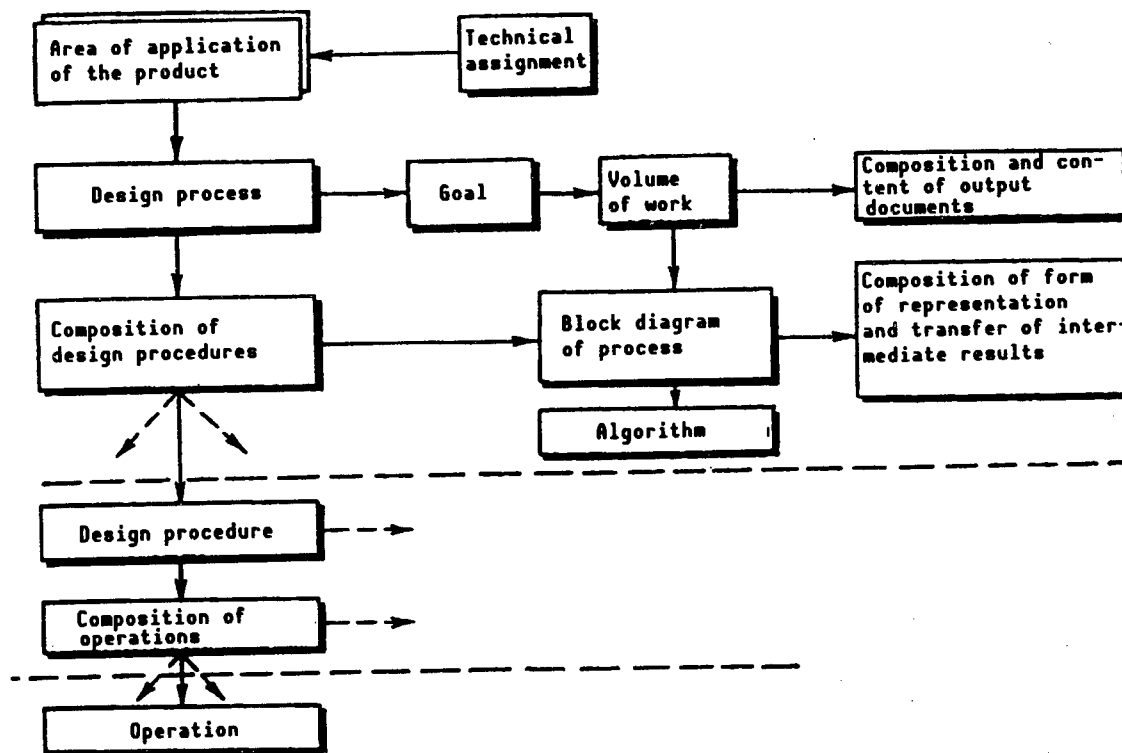 Area of application
of the product
Technical
assignment
Design process
Goal
Volume
of work
Composition and con-
tent of output
documents
Composition of
design procedures
Block diagram
of process
Composition of form
of representation
and transfer of inter-
mediate results
Algorithm
Design procedure
Composition of
operations
Operation